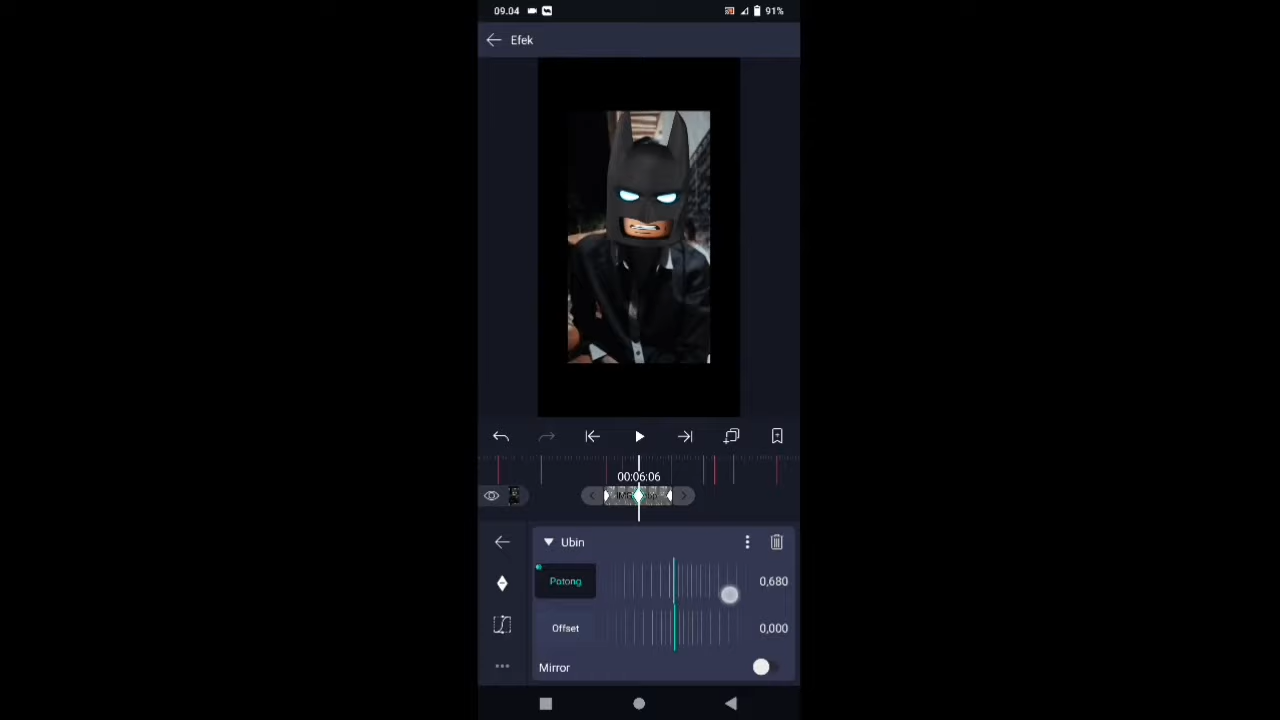 09.04
91%
Efek
00:06:06
Ubin
Potong
0,680
Offset
0,000
Mirror